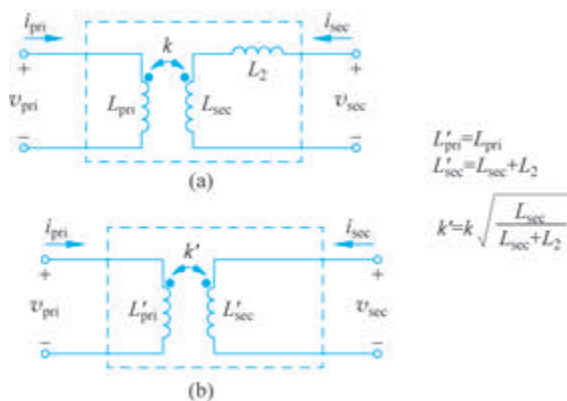 i_pri k i_sec
+ L_2 +
v_pri L_pri L_sec v_sec
− −
(a)
L'_pri=L_pri
L'_sec=L_sec+L_2
k'=k√(L_sec/(L_sec+L_2))
i_pri k' i_sec
+ +
v_pri L'_pri L'_sec v_sec
− −
(b)